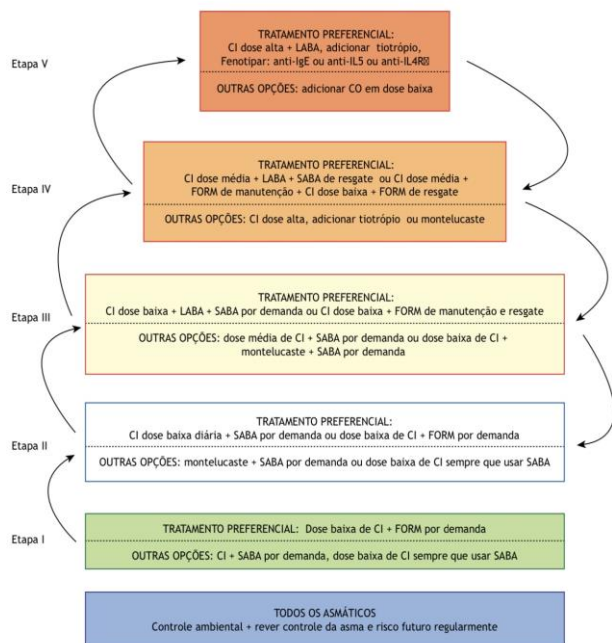 Etapa V
TRATAMENTO PREFERENCIAL:
CI dose alta + LABA, adicionar tiotrópio,
Fenotipar: anti-IgE ou anti-IL5 ou anti-IL4R
OUTRAS OPÇÕES: adicionar CO em dose baixa
Etapa IV
TRATAMENTO PREFERENCIAL:
CI dose média + LABA + SABA de resgate ou CI dose média +
FORM de manutenção + CI dose baixa + FORM de resgate
OUTRAS OPÇÕES: CI dose alta, adicionar tiotrópio ou montelucaste
Etapa III
TRATAMENTO PREFERENCIAL:
CI dose baixa + LABA + SABA por demanda ou CI dose baixa + FORM de manutenção e resgate
OUTRAS OPÇÕES: dose média de CI + SABA por demanda ou dose baixa de CI +
montelucaste + SABA por demanda
Etapa II
TRATAMENTO PREFERENCIAL:
CI dose baixa diária + SABA por demanda ou dose baixa de CI + FORM por demanda
OUTRAS OPÇÕES: montelucaste + SABA por demanda ou dose baixa de CI sempre que usar SABA
Etapa I
TRATAMENTO PREFERENCIAL: Dose baixa de CI + FORM por demanda
OUTRAS OPÇÕES: CI + SABA por demanda, dose baixa de CI sempre que usar SABA
TODOS OS ASMÁTICOS
Controle ambiental + rever controle da asma e risco futuro regularmente